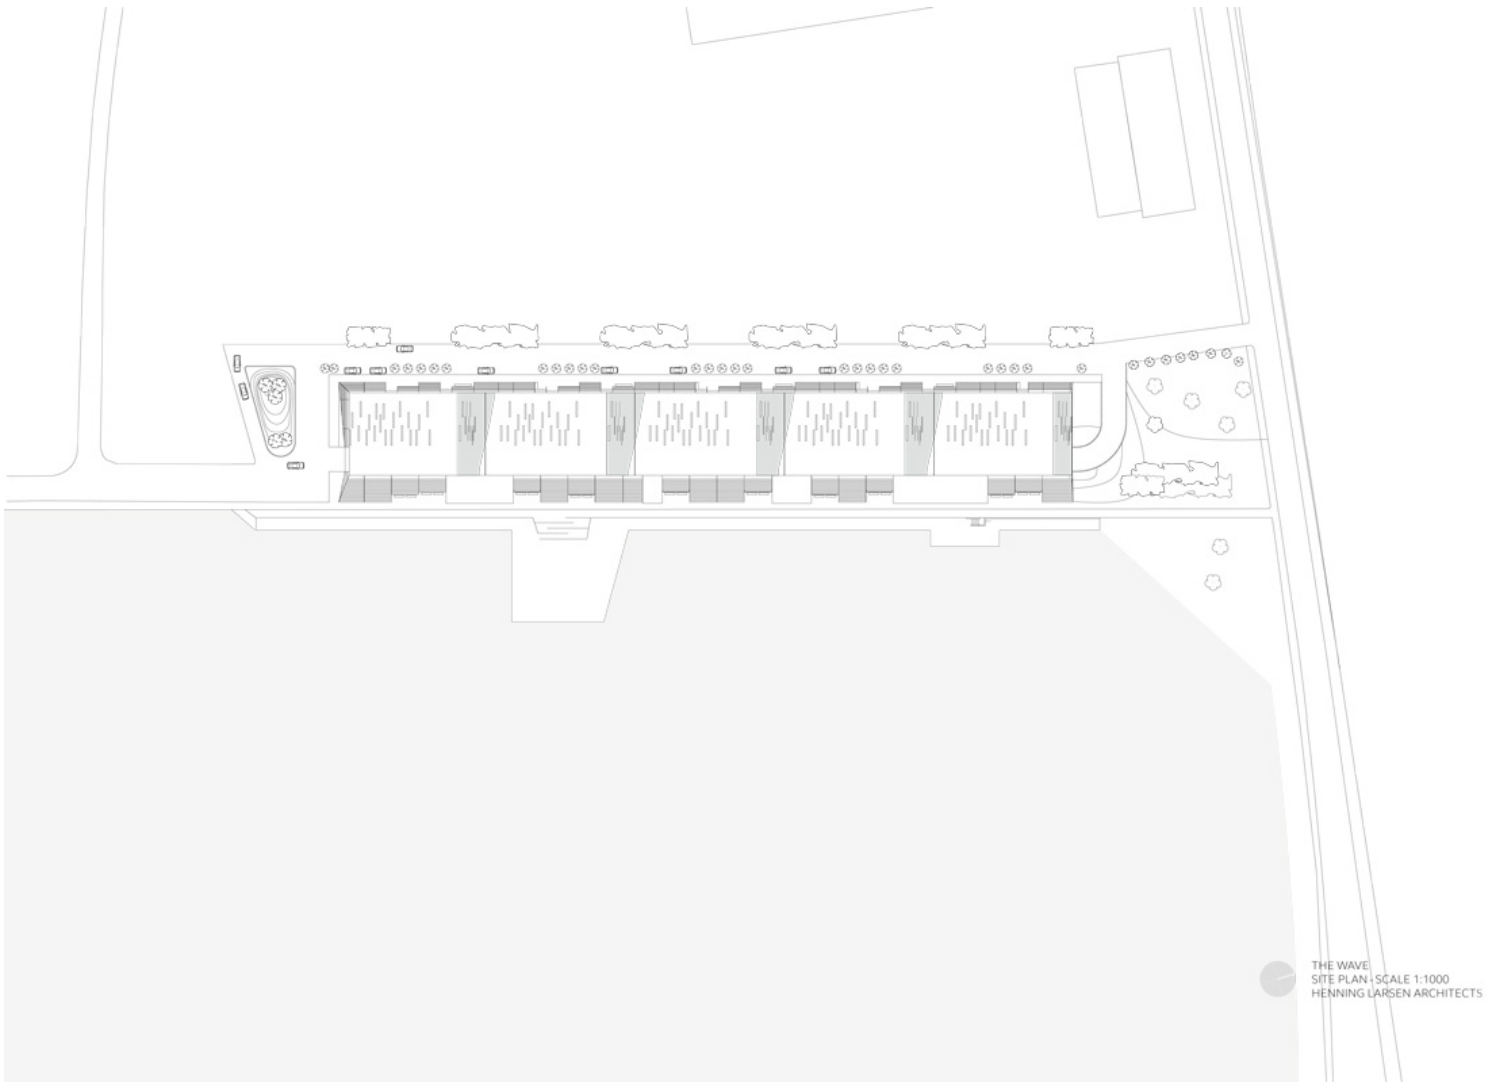 THE WAVE
SITE PLAN - SCALE 1:1000
HENNING LARSEN ARCHITECTS